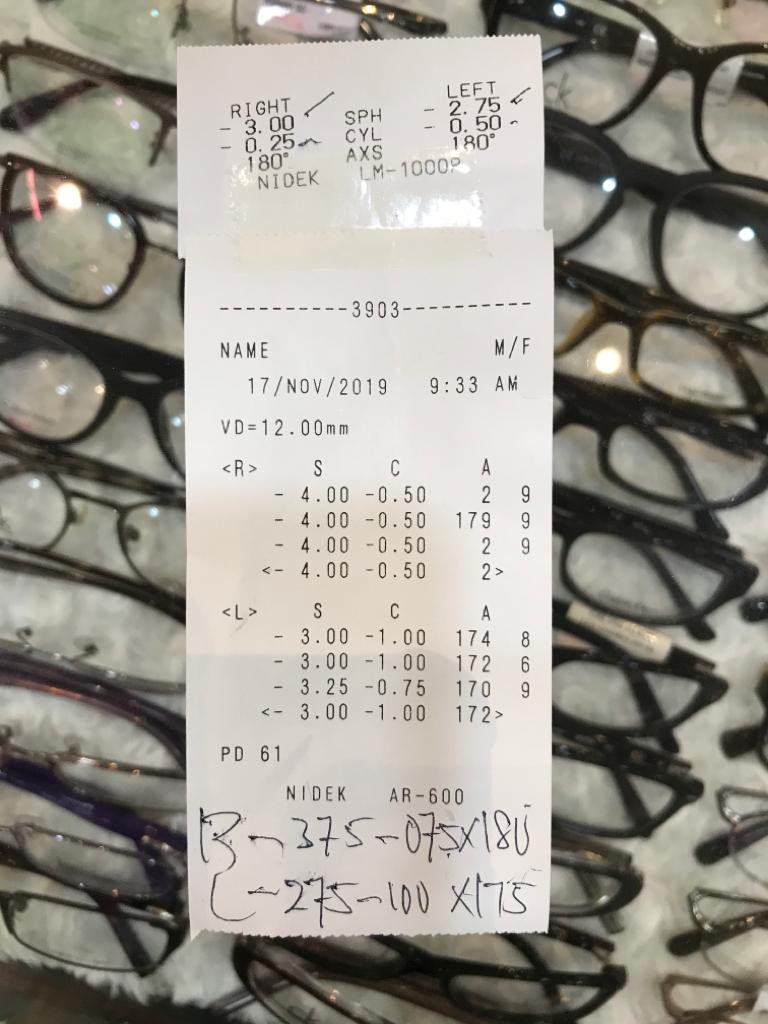 RIGHT LEFT
- 3.00 SPH - 2.75
- 0.25 CYL - 0.50
180° AXS 180°
NIDEK LM-1000P
----------3903----------
NAME M/F
17/NOV/2019 9:33 AM
VD=12.00mm
<R> S C A
- 4.00 -0.50 2 9
- 4.00 -0.50 179 9
- 4.00 -0.50 2 9
<- 4.00 -0.50 2>
<L> S C A
- 3.00 -1.00 174 8
- 3.00 -1.00 172 6
- 3.25 -0.75 170 9
<- 3.00 -1.00 172>
PD 61
NIDEK AR-600
R - 375 - 075 X 180
L - 275 - 100 X 175